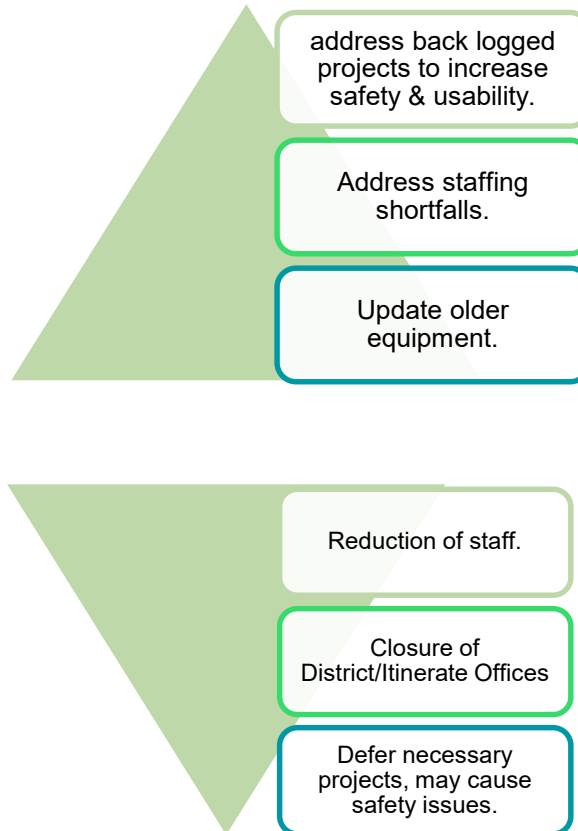 address back logged
projects to increase
safety & usability.
Address staffing
shortfalls.
Update older
equipment.
Reduction of staff.
Closure of
District/Itinerate Offices
Defer necessary
projects, may cause
safety issues.